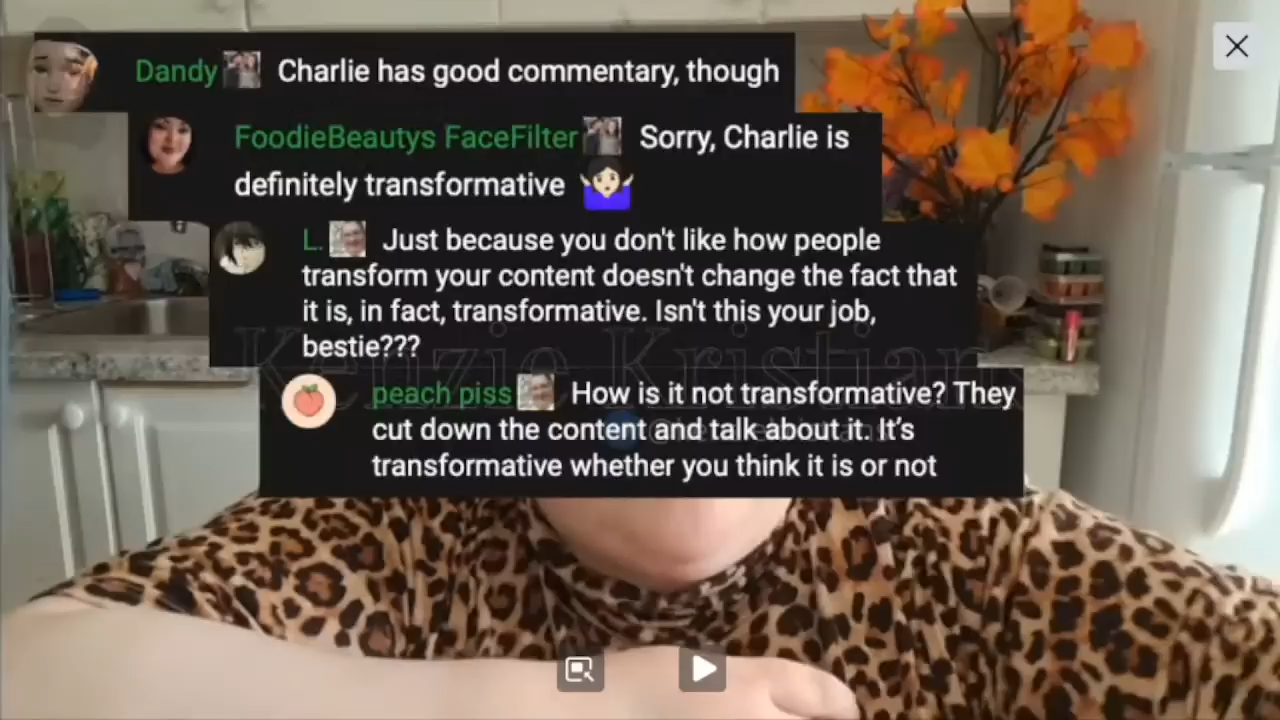 Dandy Charlie has good commentary, though
FoodieBeautys FaceFilter Sorry, Charlie is
definitely transformative 🤷🏻‍♀️
L. Just because you don't like how people
transform your content doesn't change the fact that
it is, in fact, transformative. Isn't this your job,
bestie???
Kenzie Kristian
peach piss How is it not transformative? They
cut down the content and talk about it. It’s
transformative whether you think it is or not